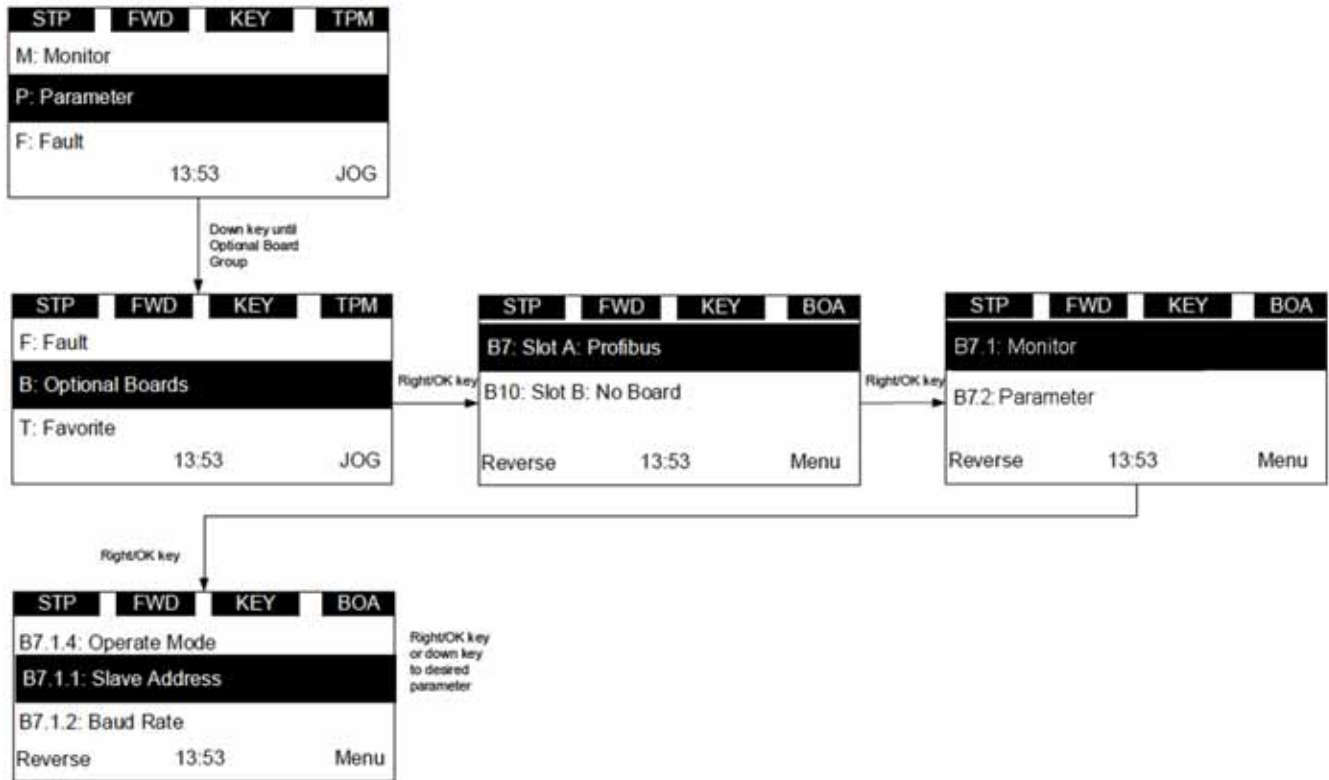 STP FWD KEY TPM
M: Monitor
P: Parameter
F: Fault
13:53 JOG
Down key until
Optional Board
Group
STP FWD KEY TPM
F: Fault
B: Optional Boards
T: Favorite
13:53 JOG
Right/OK key
STP FWD KEY BOA
B7: Slot A: Profibus
B10: Slot B: No Board
Reverse 13:53 Menu
Right/OK key
STP FWD KEY BOA
B7.1: Monitor
B7.2: Parameter
Reverse 13:53 Menu
Right/OK key
STP FWD KEY BOA
B7.1.4: Operate Mode
B7.1.1: Slave Address
B7.1.2: Baud Rate
Reverse 13:53 Menu
Right/OK key
or down key
to desired
parameter